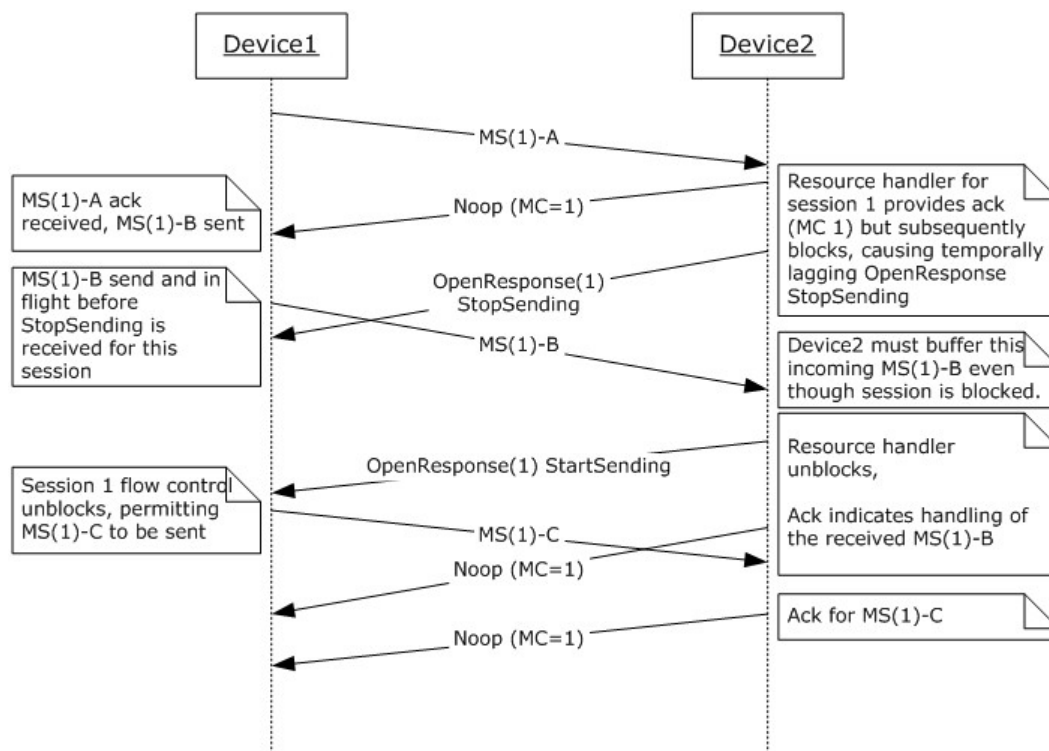 Device1
Device2
MS(1)-A
MS(1)-A ack
received, MS(1)-B sent
Noop (MC=1)
Resource handler for
session 1 provides ack
(MC 1) but subsequently
blocks, causing temporally
lagging OpenResponse
StopSending
MS(1)-B send and in
flight before
StopSending is
received for this
session
OpenResponse(1)
StopSending
MS(1)-B
Device2 must buffer this
incoming MS(1)-B even
though session is blocked.
OpenResponse(1) StartSending
Resource handler
unblocks,
Ack indicates handling of
the received MS(1)-B
Session 1 flow control
unblocks, permitting
MS(1)-C to be sent
MS(1)-C
Noop (MC=1)
Ack for MS(1)-C
Noop (MC=1)